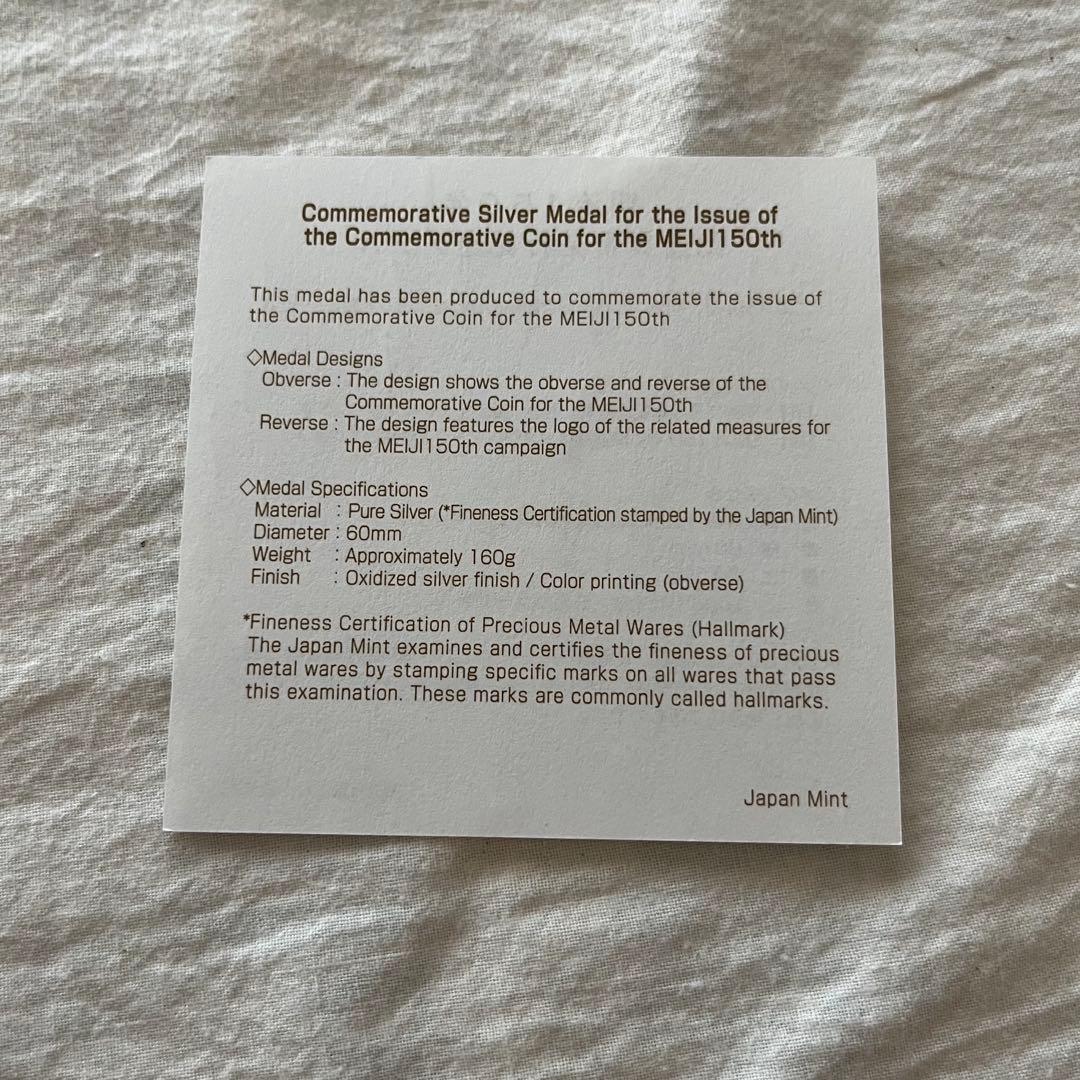 Commemorative Silver Medal for the Issue of
the Commemorative Coin for the MEIJI150th
This medal has been produced to commemorate the issue of
the Commemorative Coin for the MEIJI150th
◇Medal Designs
Obverse : The design shows the obverse and reverse of the
Commemorative Coin for the MEIJI150th
Reverse : The design features the logo of the related measures for
the MEIJI150th campaign
◇Medal Specifications
Material : Pure Silver (*Fineness Certification stamped by the Japan Mint)
Diameter : 60mm
Weight : Approximately 160g
Finish : Oxidized silver finish / Color printing (obverse)
*Fineness Certification of Precious Metal Wares (Hallmark)
The Japan Mint examines and certifies the fineness of precious
metal wares by stamping specific marks on all wares that pass
this examination. These marks are commonly called hallmarks.
Japan Mint